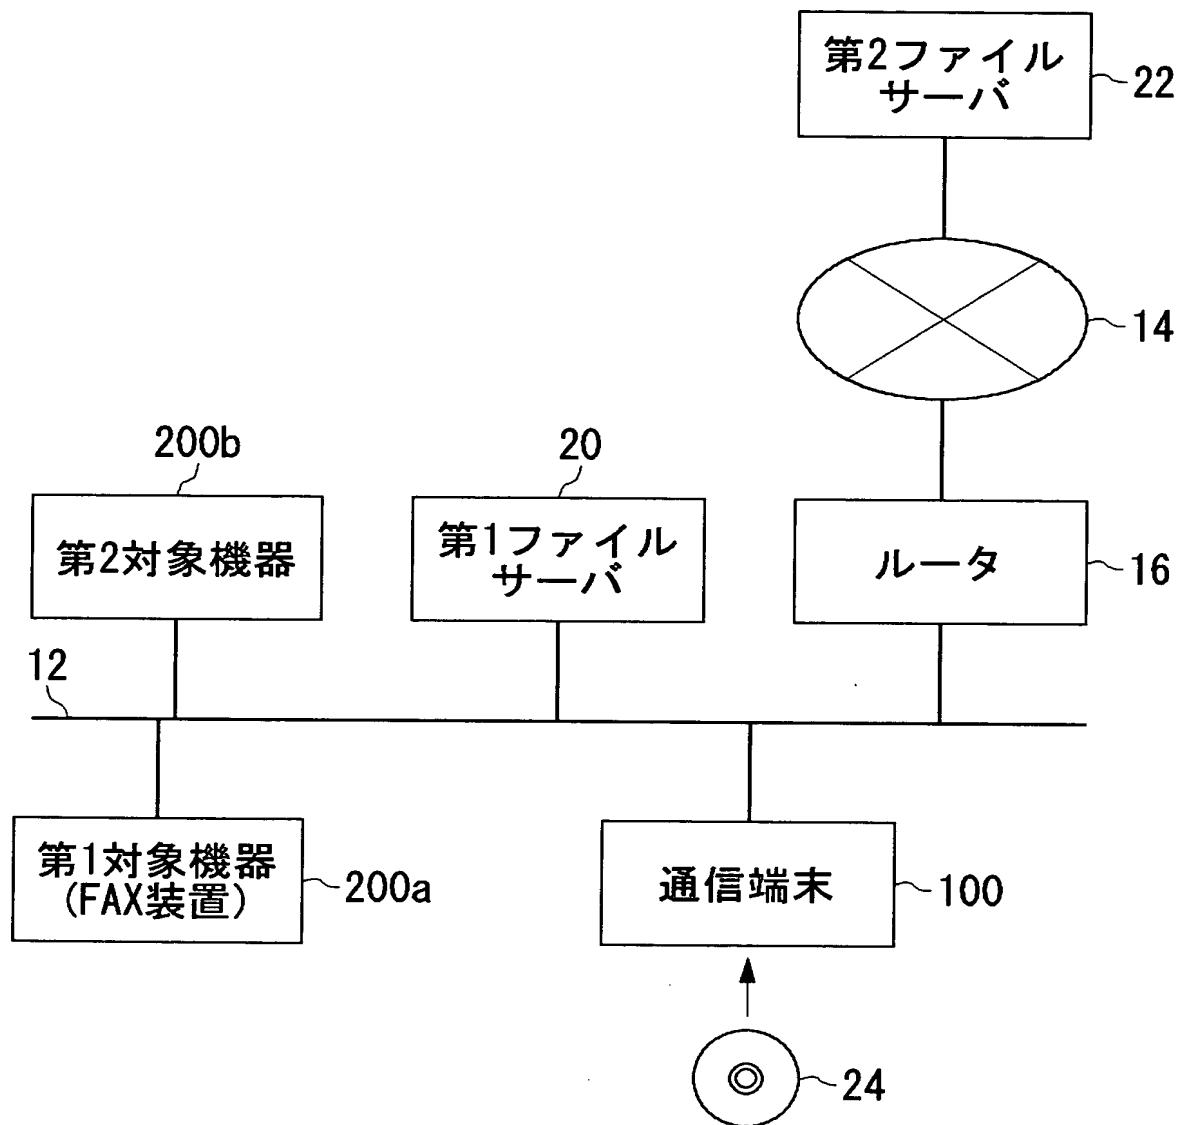 第2ファイル
サーバ
22
14
200b
20
第2対象機器
第1ファイル
サーバ
ルータ
16
12
第1対象機器
(FAX装置)
200a
通信端末
100
24